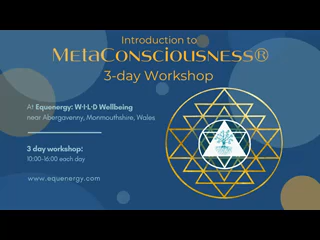 Introduction to
MetaConsciousness®
3-day Workshop
At Equenergy: W·I·L·D Wellbeing
near Abergavenny, Monmouthshire, Wales
3 day workshop:
10:00-16:00 each day
www.equenergy.com